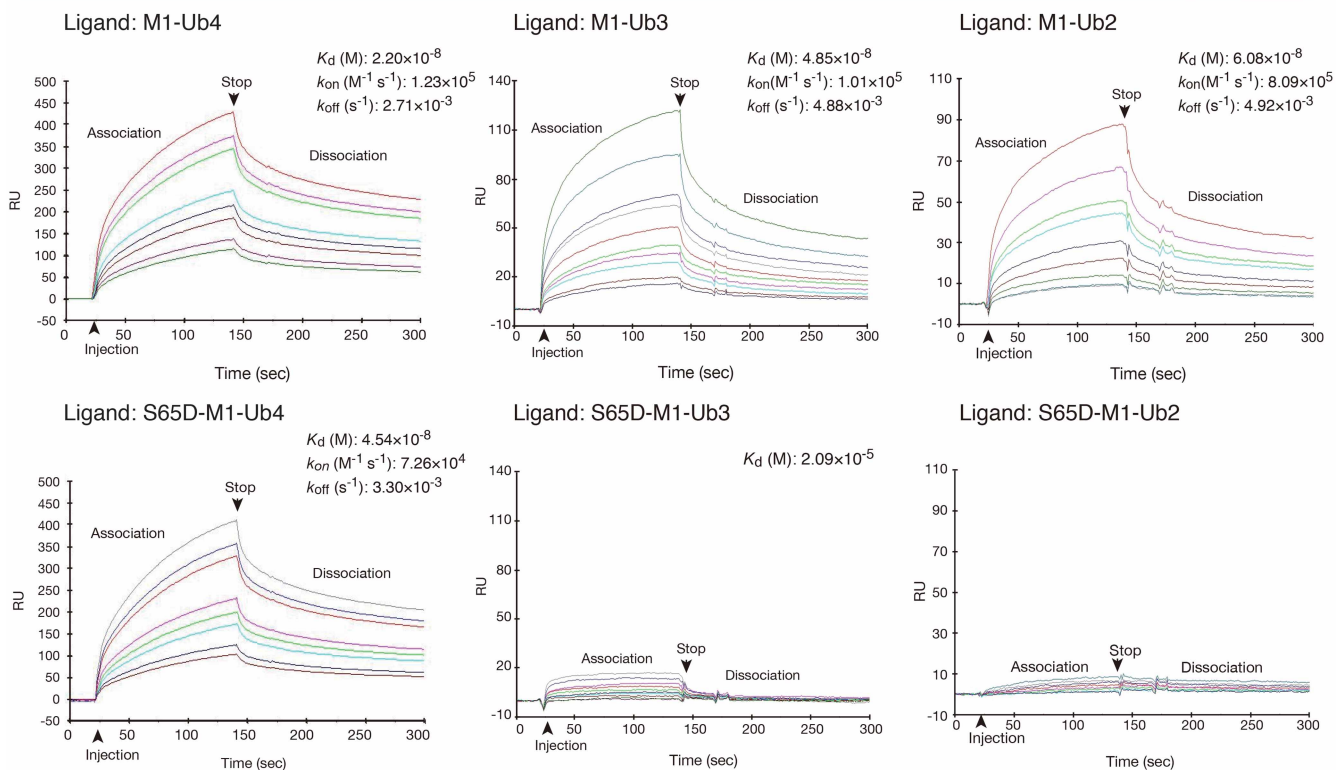 Ligand: M1-Ub4
Kd (M): 2.20×10-8
kon (M-1 s-1): 1.23×105
koff (s-1): 2.71×10-3
Stop
Association
Dissociation
500
450
400
350
300
250
200
150
100
50
0
-50
RU
0
50
100
150
200
250
300
Injection
Time (sec)
Ligand: M1-Ub3
Kd (M): 4.85×10-8
kon(M-1 s-1): 1.01×105
koff (s-1): 4.88×10-3
Stop
Association
Dissociation
140
110
80
50
20
-10
RU
0
50
100
150
200
250
300
Injection
Time (sec)
Ligand: M1-Ub2
Kd (M): 6.08×10-8
kon(M-1 s-1): 8.09×105
koff (s-1): 4.92×10-3
Stop
Association
Dissociation
110
90
70
50
30
10
-10
RU
0
50
100
150
200
250
300
Injection
Time (sec)
Ligand: S65D-M1-Ub4
Kd (M): 4.54×10-8
kon (M-1 s-1): 7.26×104
koff (s-1): 3.30×10-3
Stop
Association
Dissociation
500
450
400
350
300
250
200
150
100
50
0
-50
RU
0
50
100
150
200
250
300
Injection
Time (sec)
Ligand: S65D-M1-Ub3
Kd (M): 2.09×10-5
140
110
80
50
20
-10
RU
Association
Stop
Dissociation
0
50
100
150
200
250
300
Injection
Time (sec)
Ligand: S65D-M1-Ub2
110
90
70
50
30
10
-10
RU
Association
Stop
Dissociation
0
50
100
150
200
250
300
Injection
Time (sec)